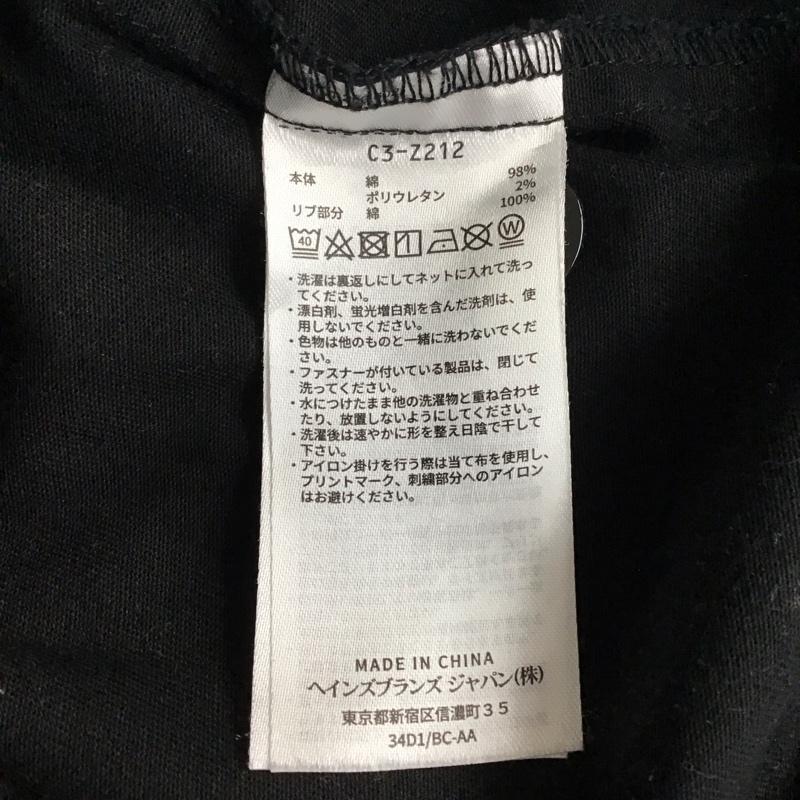 C3-Z212
本体 綿 98%
ポリウレタン 2%
リブ部分 綿 100%
40 W
・洗濯は裏返しにしてネットに入れて洗っ
てください。
・漂白剤、蛍光増白剤を含んだ洗剤は、使
用しないでください。
・色物は他のものと一緒に洗わないでくだ
さい。
・ファスナーが付いている製品は、閉じて
洗ってください。
・水につけたまま他の洗濯物と重ね合わせ
たり、放置しないようにしてください。
・洗濯後は速やかに形を整え日陰で干して
下さい。
・アイロン掛けを行う際は当て布を使用し、
プリントマーク、刺繍部分へのアイロン
はお避けください。
MADE IN CHINA
ヘインズブランズ ジャパン(株)
東京都新宿区信濃町35
34D1/BC-AA